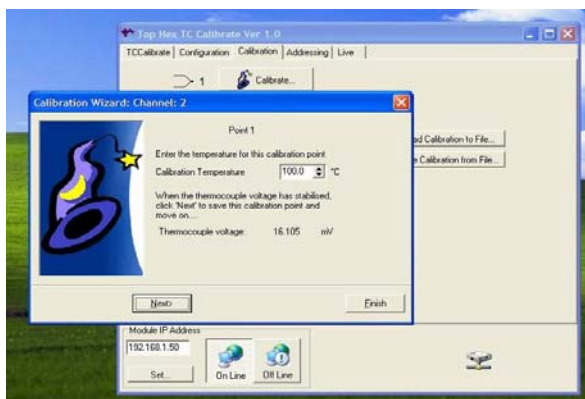 Top Hex TC Calibrate Ver 1.0
TCCalibrate Configuration Calibration Addressing Live
1 Calibrate...
Calibration Wizard: Channel: 2
Point 1
Enter the temperature for this calibration point
Calibration Temperature 100.0 °C
When the thermocouple voltage has stabilised,
click 'Next' to save this calibration point and
move on....
Thermocouple voltage: 16.105 mV
Next>
Finish
ad Calibration to File...
e Calibration from File...
Module IP Address
192.168.1.50
Set...
On Line
Off Line